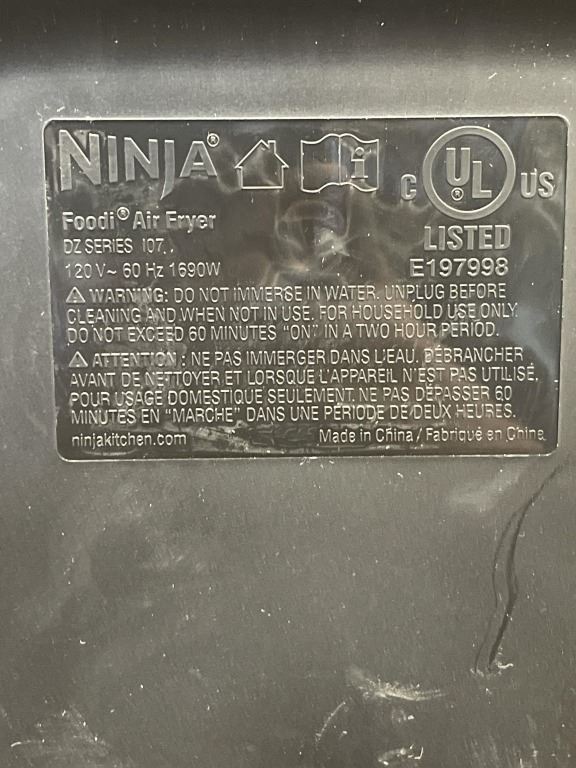 NINJA®
C UL® US
LISTED
E197998
Foodi® Air Fryer
DZ SERIES 107
120 V~ 60 Hz 1690W
⚠ WARNING: DO NOT IMMERSE IN WATER. UNPLUG BEFORE
CLEANING AND WHEN NOT IN USE. FOR HOUSEHOLD USE ONLY.
DO NOT EXCEED 60 MINUTES "ON" IN A TWO HOUR PERIOD.
⚠ ATTENTION : NE PAS IMMERGER DANS L'EAU. DÉBRANCHER
AVANT DE NETTOYER ET LORSQUE L'APPAREIL N'EST PAS UTILISÉ.
POUR USAGE DOMESTIQUE SEULEMENT. NE PAS DÉPASSER 60
MINUTES EN "MARCHE" DANS UNE PÉRIODE DE DEUX HEURES.
ninjakitchen.com Made in China / Fabriqué en Chine